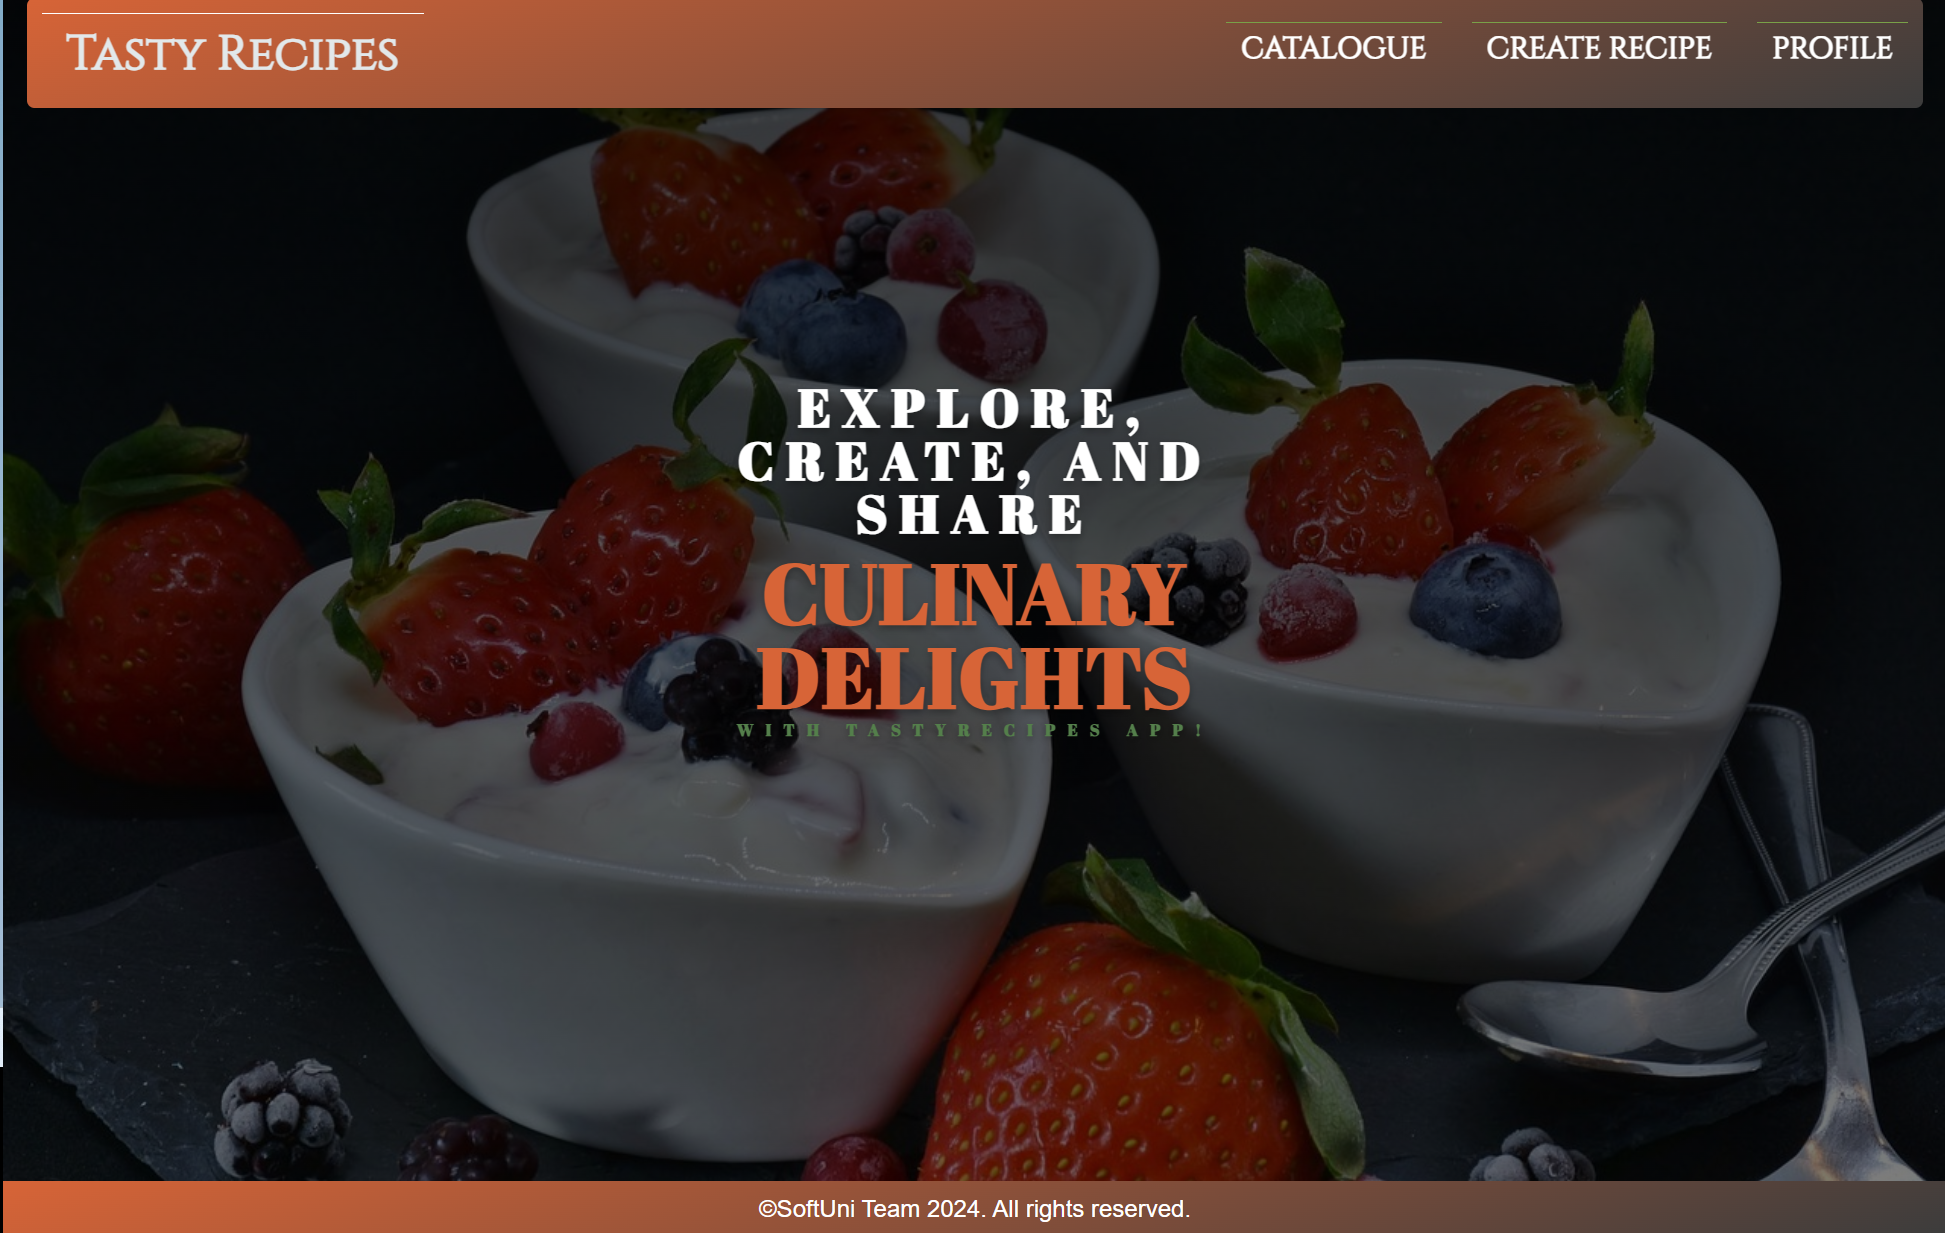 TASTY RECIPES
CATALOGUE
CREATE RECIPE
PROFILE
EXPLORE,
CREATE, AND
SHARE
CULINARY
DELIGHTS
WITH TASTYRECIPES APP!
©SoftUni Team 2024. All rights reserved.